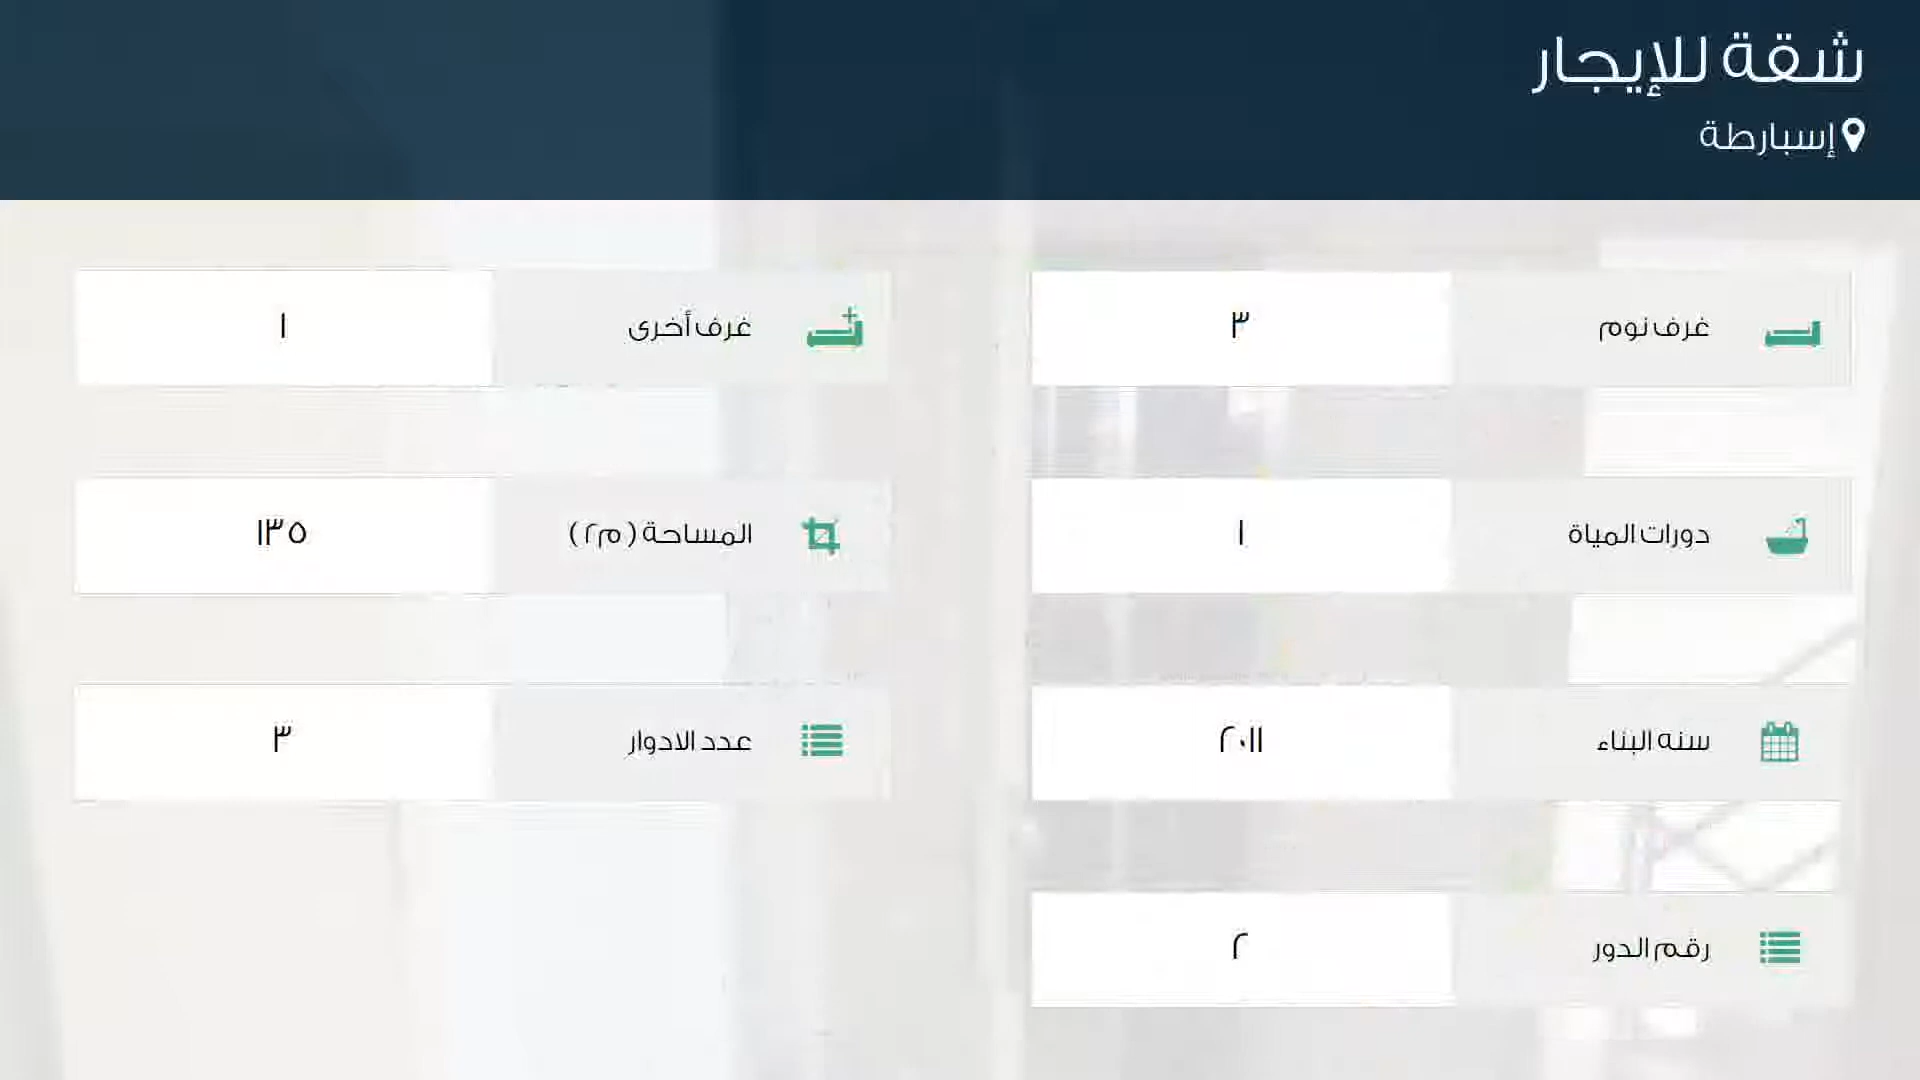 شقة للإيجار
إسبارطة
غرف نوم
٣
غرف أخرى
١
دورات المياة
١
المساحة (م٢)
١٣٥
سنه البناء
٢٠١١
عدد الادوار
٣
رقم الدور
٢